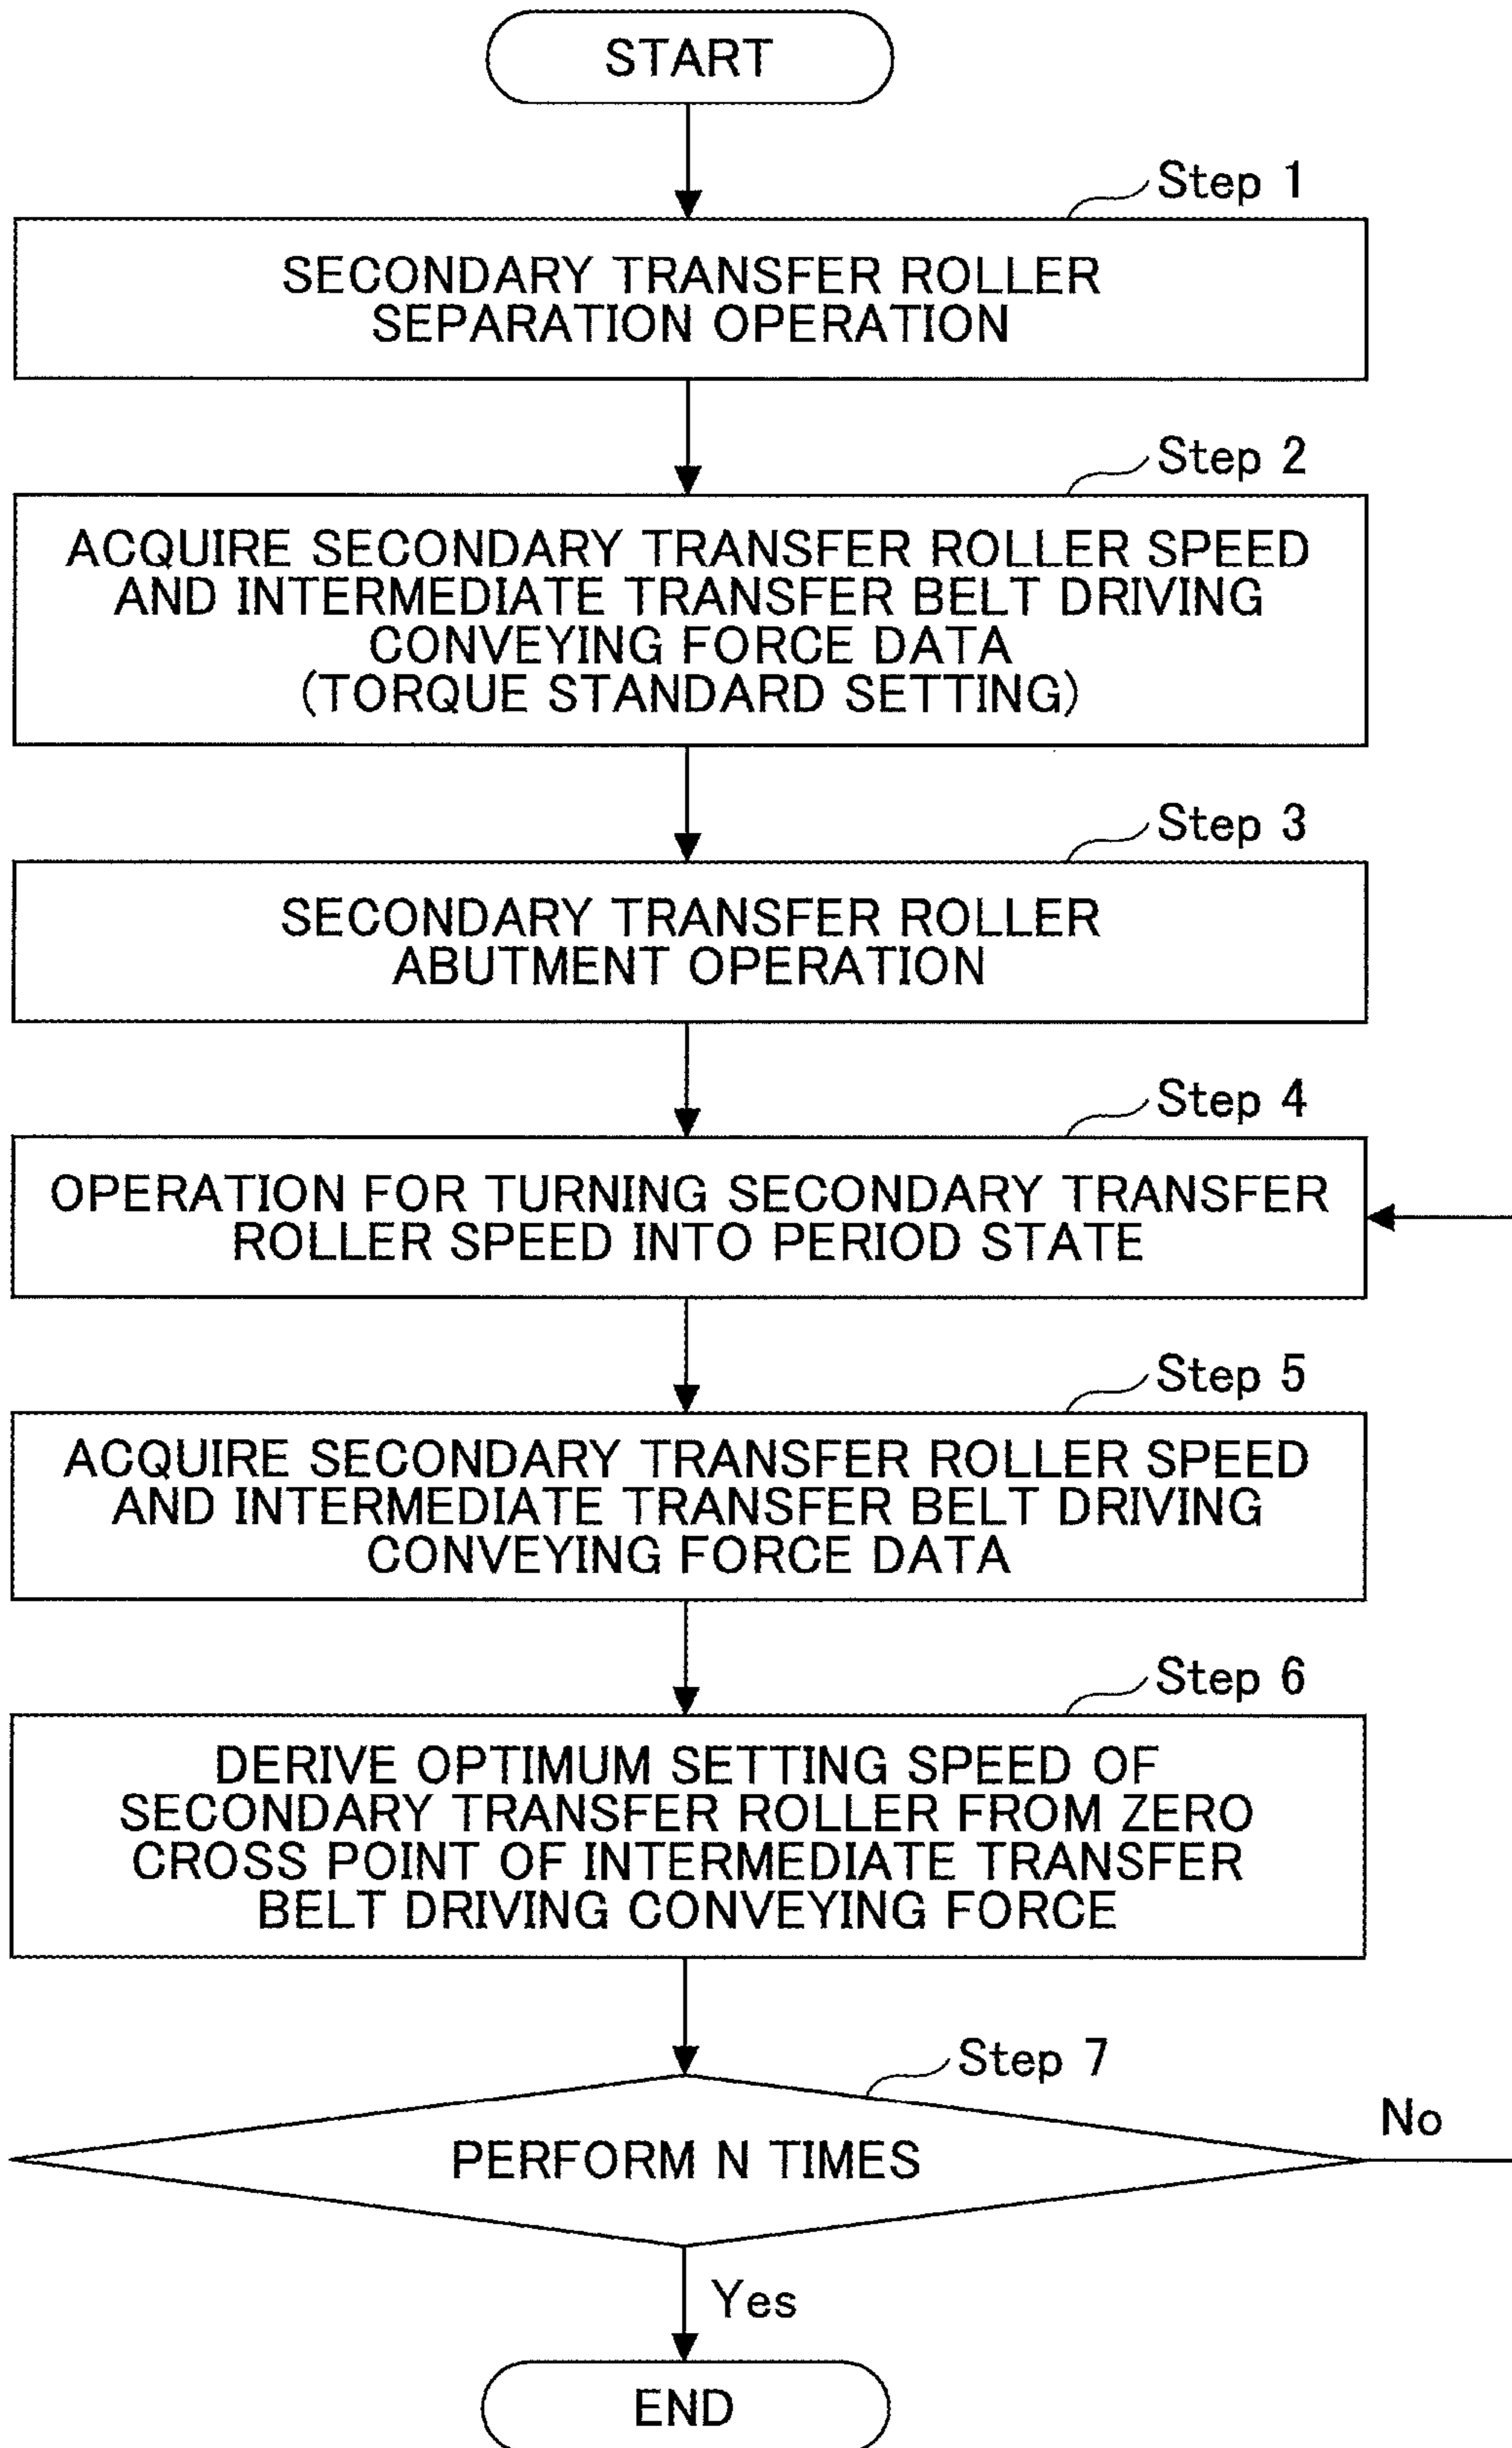 START
Step 1
SECONDARY TRANSFER ROLLER
SEPARATION OPERATION
Step 2
ACQUIRE SECONDARY TRANSFER ROLLER SPEED
AND INTERMEDIATE TRANSFER BELT DRIVING
CONVEYING FORCE DATA
(TORQUE STANDARD SETTING)
Step 3
SECONDARY TRANSFER ROLLER
ABUTMENT OPERATION
Step 4
OPERATION FOR TURNING SECONDARY TRANSFER
ROLLER SPEED INTO PERIOD STATE
Step 5
ACQUIRE SECONDARY TRANSFER ROLLER SPEED
AND INTERMEDIATE TRANSFER BELT DRIVING
CONVEYING FORCE DATA
Step 6
DERIVE OPTIMUM SETTING SPEED OF
SECONDARY TRANSFER ROLLER FROM ZERO
CROSS POINT OF INTERMEDIATE TRANSFER
BELT DRIVING CONVEYING FORCE
Step 7
PERFORM N TIMES
No
Yes
END